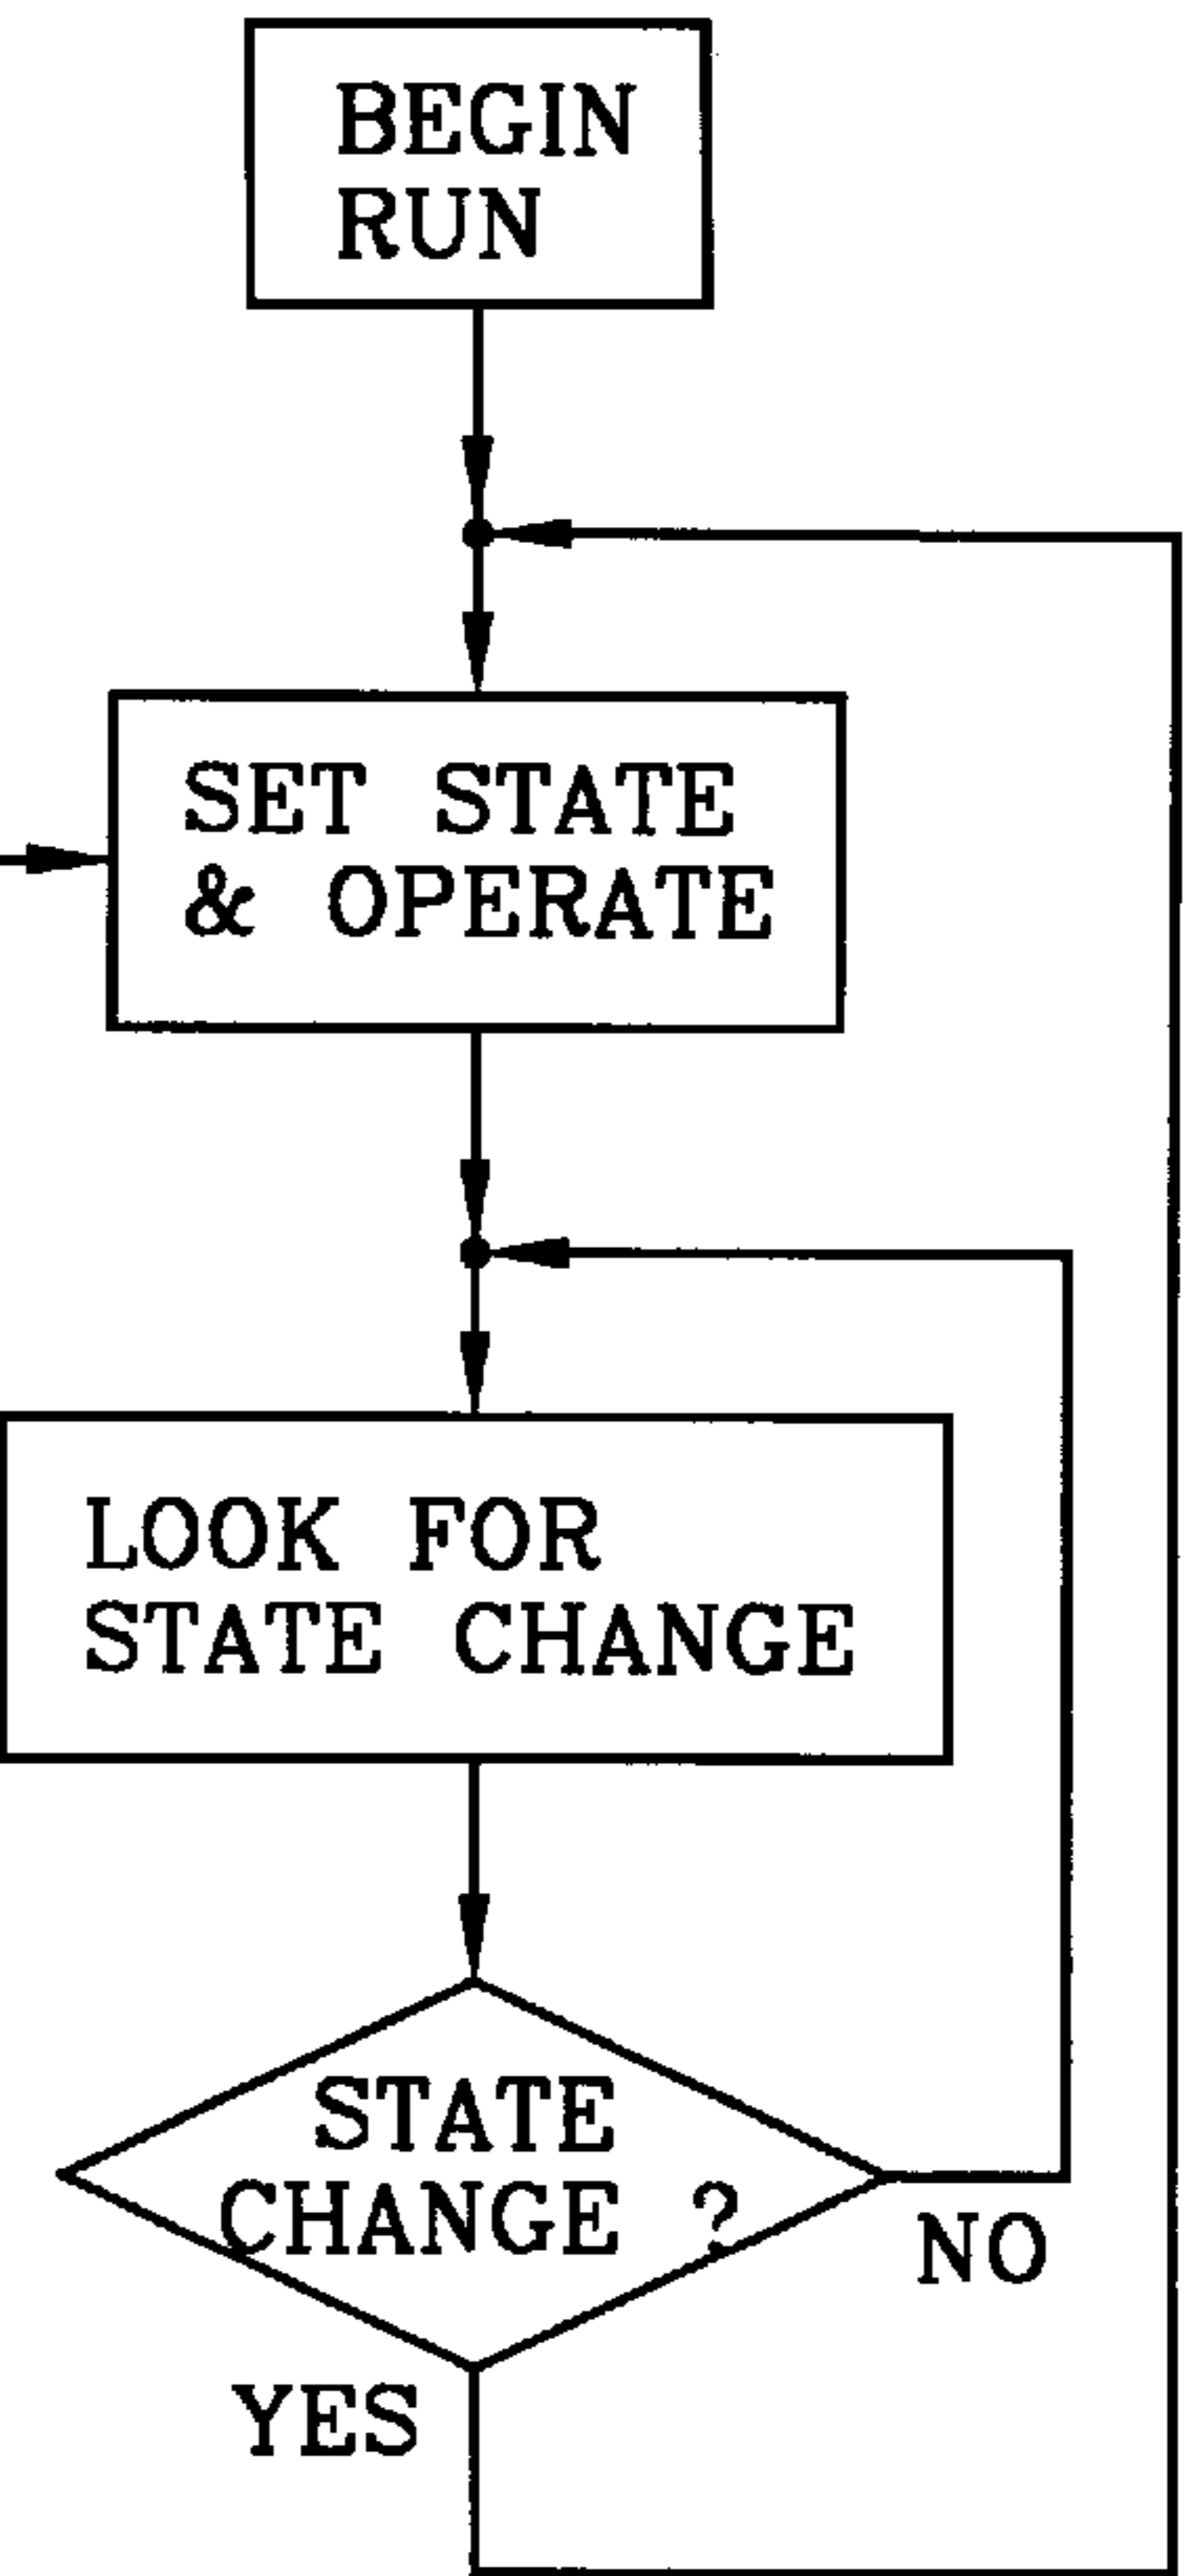 BEGIN
RUN
SET STATE
& OPERATE
LOOK FOR
STATE CHANGE
STATE
CHANGE ?
NO
YES